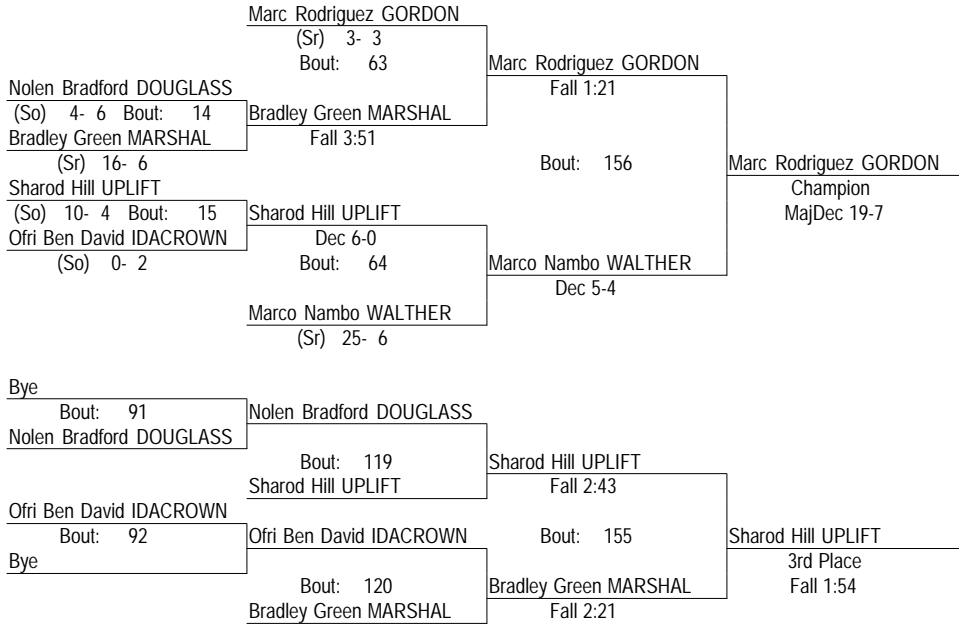 Marc Rodriguez GORDON
(Sr) 3- 3
Bout: 63
Marc Rodriguez GORDON
Fall 1:21
Nolen Bradford DOUGLASS
(So) 4- 6 Bout: 14
Bradley Green MARSHAL
Bradley Green MARSHAL
Fall 3:51
(Sr) 16- 6
Bout: 156
Marc Rodriguez GORDON
Champion
MajDec 19-7
Sharod Hill UPLIFT
(So) 10- 4 Bout: 15
Sharod Hill UPLIFT
Ofri Ben David IDACROWN
Dec 6-0
(So) 0- 2
Bout: 64
Marco Nambo WALTHER
Dec 5-4
Marco Nambo WALTHER
(Sr) 25- 6
Bye
Bout: 91
Nolen Bradford DOUGLASS
Nolen Bradford DOUGLASS
Bout: 119
Sharod Hill UPLIFT
Sharod Hill UPLIFT
Fall 2:43
Ofri Ben David IDACROWN
Bout: 92
Ofri Ben David IDACROWN
Bout: 155
Sharod Hill UPLIFT
Bye
3rd Place
Bout: 120
Bradley Green MARSHAL
Fall 1:54
Bradley Green MARSHAL
Fall 2:21